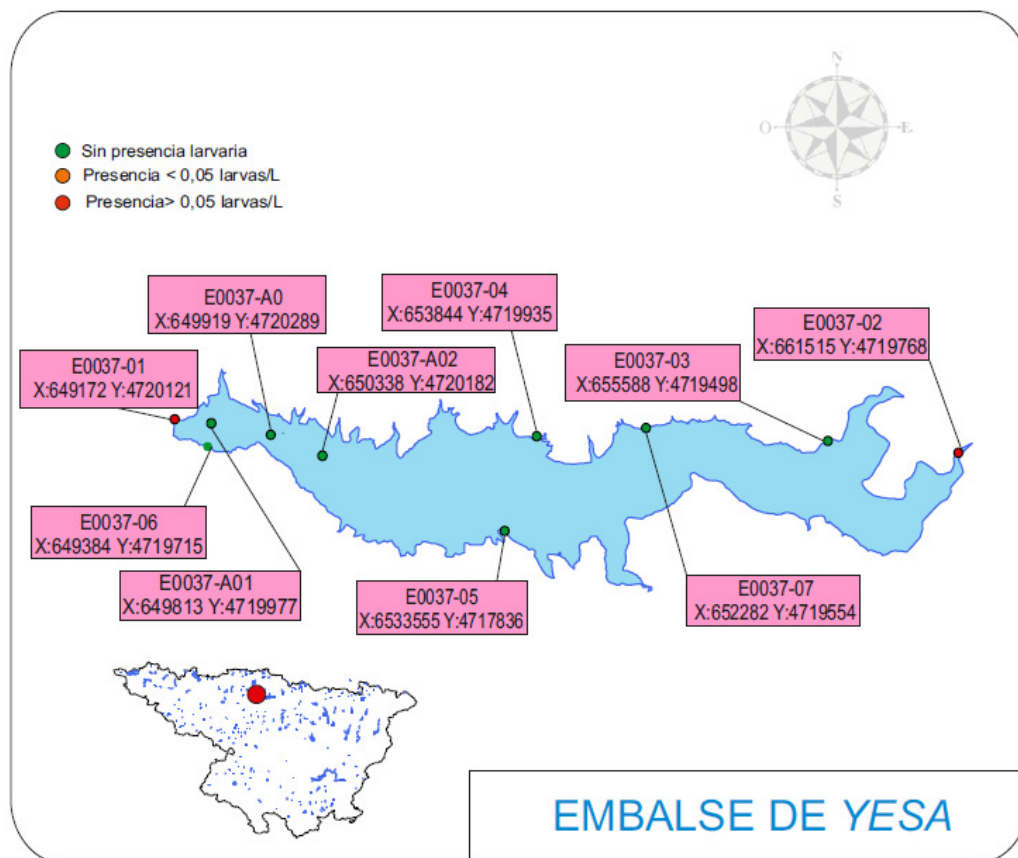 N
O
E
S
Sin presencia larvaria
Presencia < 0,05 larvas/L
Presencia> 0,05 larvas/L
E0037-A0
X:649919 Y:4720289
E0037-04
X:653844 Y:4719935
E0037-02
X:661515 Y:4719768
E0037-01
X:649172 Y:4720121
E0037-A02
X:650338 Y:4720182
E0037-03
X:655588 Y:4719498
E0037-06
X:649384 Y:4719715
E0037-A01
X:649813 Y:4719977
E0037-05
X:6533555 Y:4717836
E0037-07
X:652282 Y:4719554
EMBALSE DE YESA